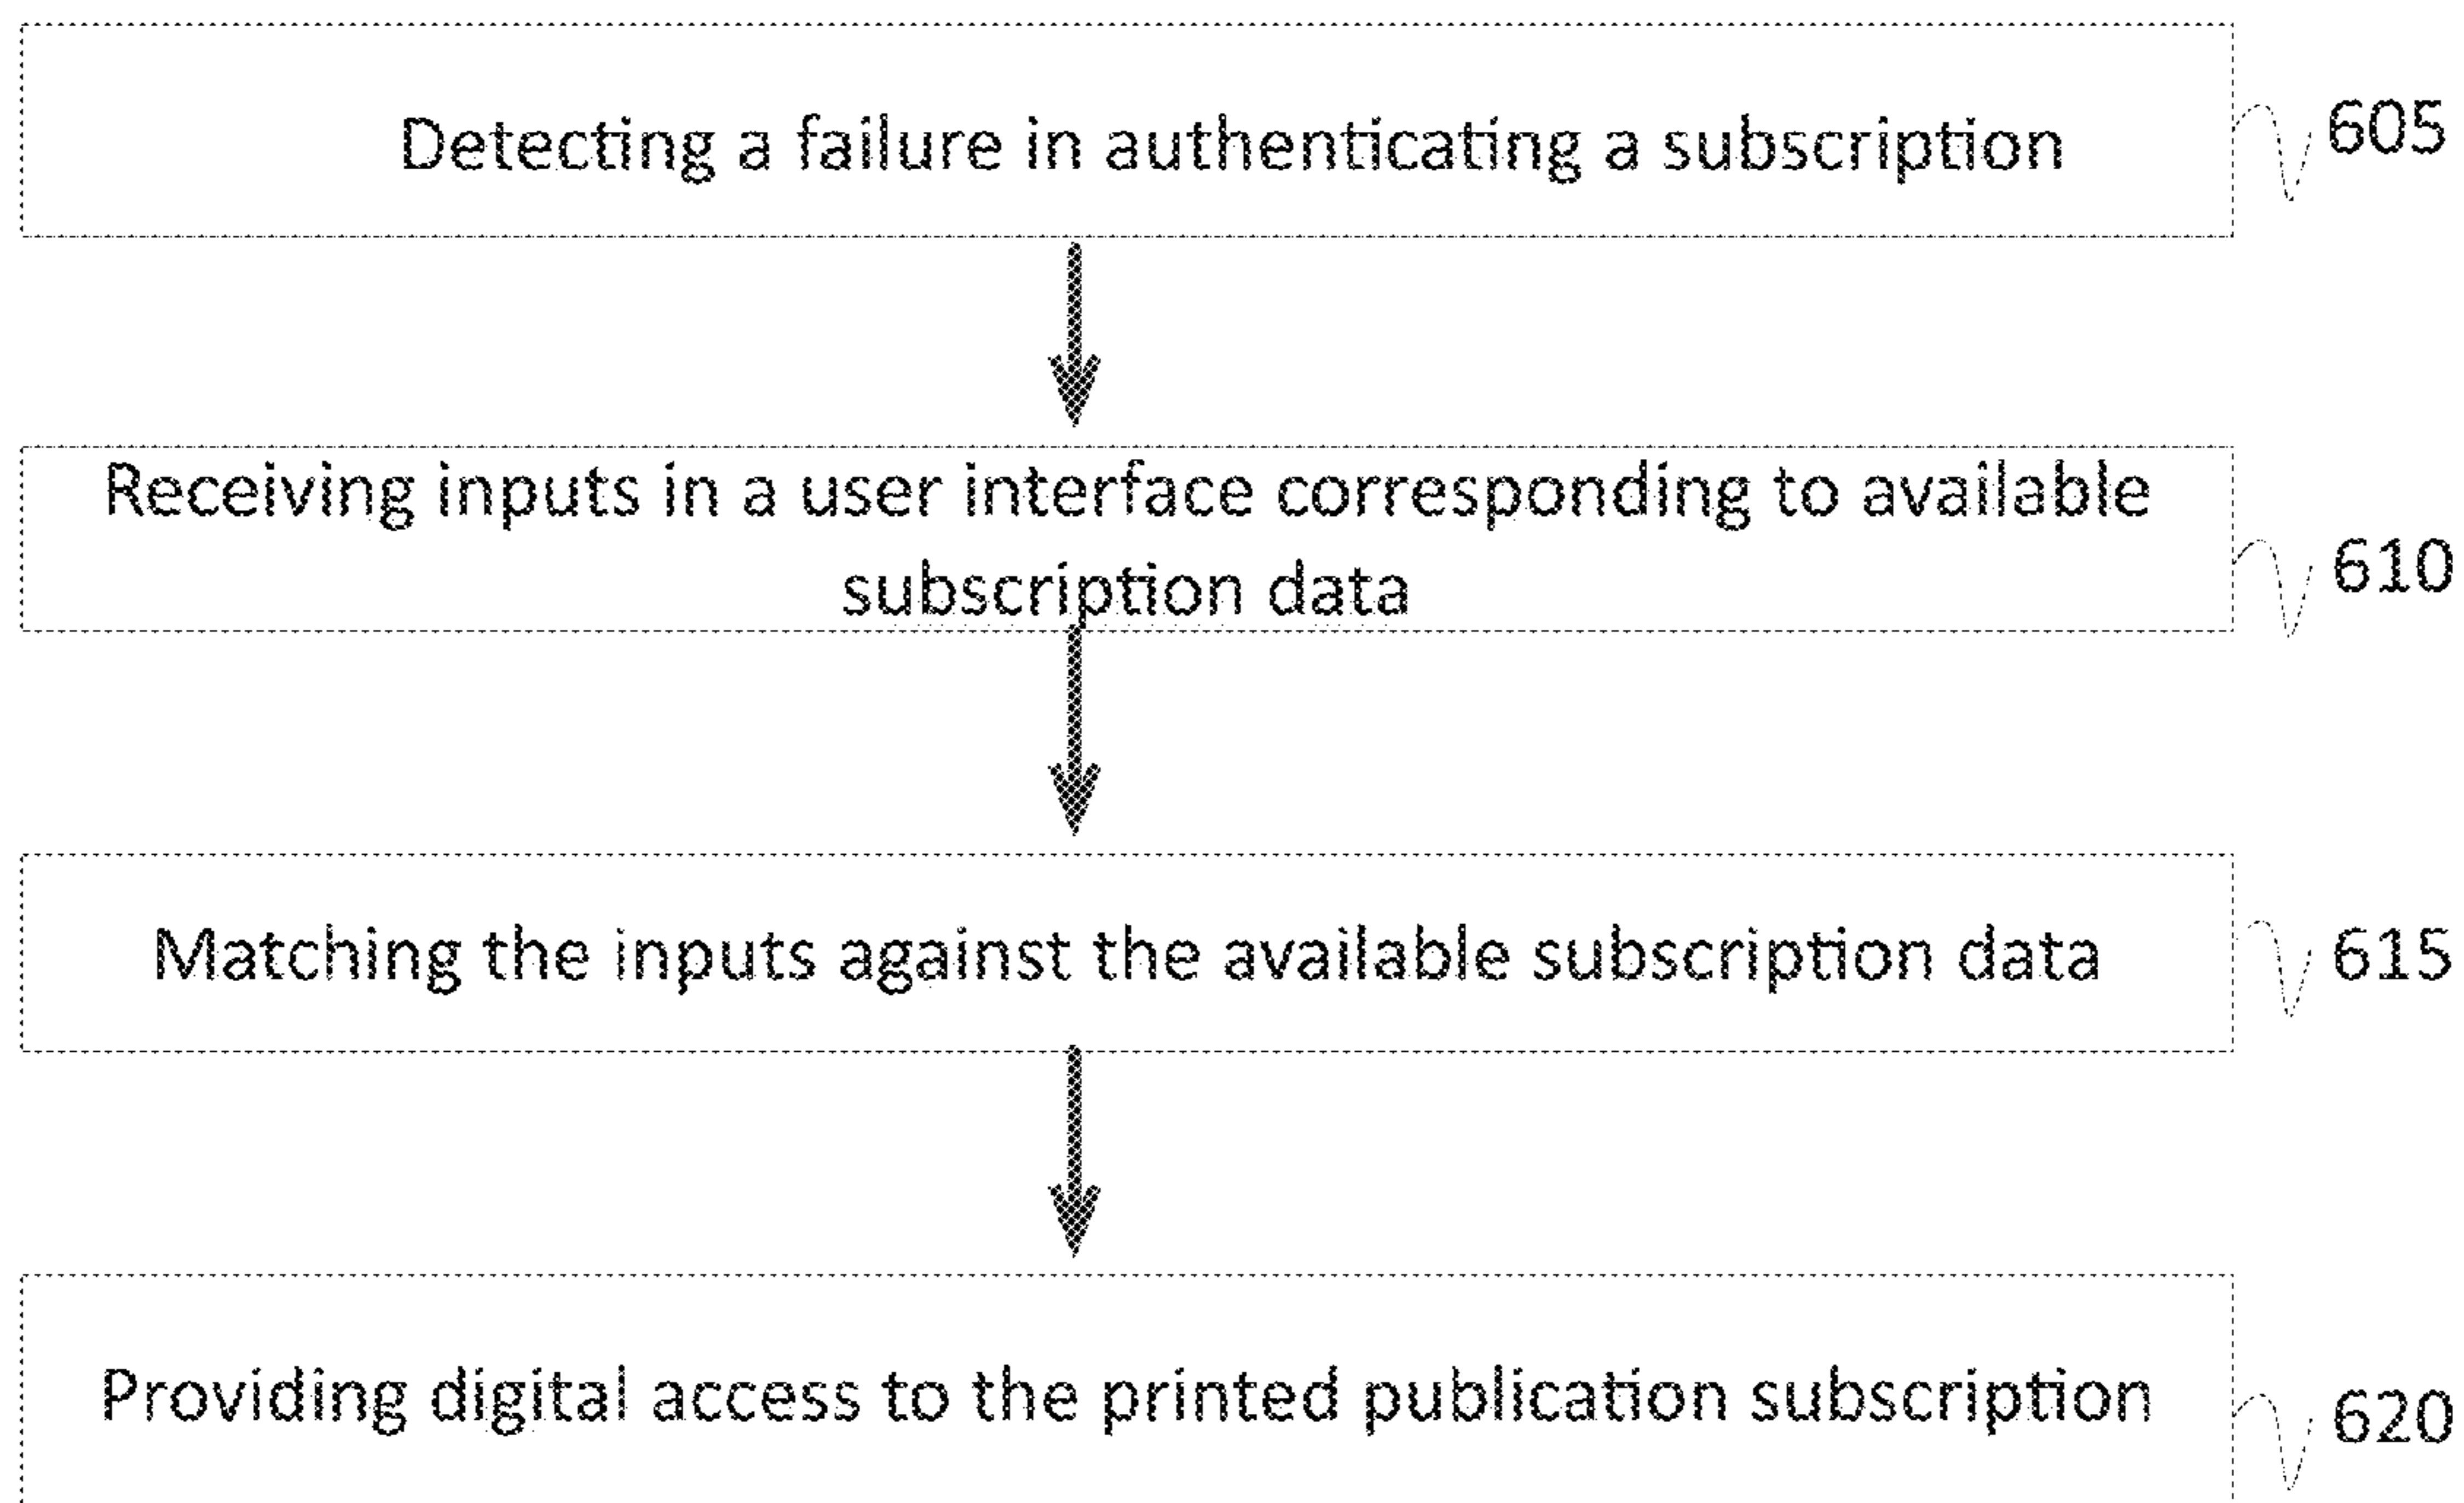 Detecting a failure in authenticating a subscription
605
Receiving inputs in a user interface corresponding to available
subscription data
610
Matching the inputs against the available subscription data
615
Providing digital access to the printed publication subscription
620